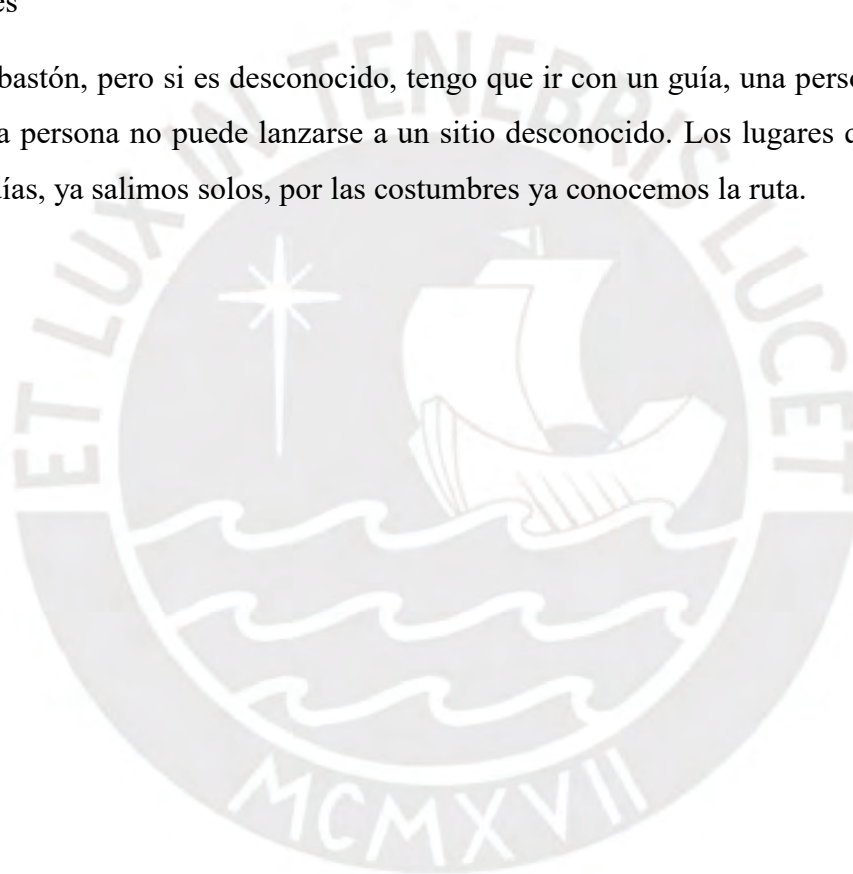 es
bastón, pero si es desconocido, tengo que ir con un guía, una perso
a persona no puede lanzarse a un sitio desconocido. Los lugares
ías, ya salimos solos, por las costumbres ya conocemos la ruta.
ET LUX IN TENEBRIS LUCET
MCMXVII